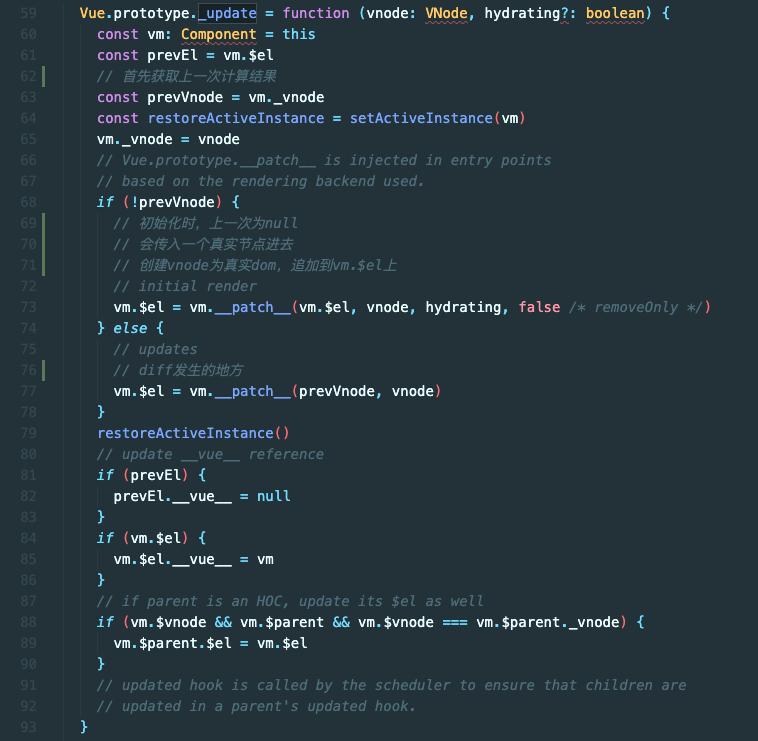 59 Vue.prototype._update = function (vnode: VNode, hydrating?: boolean) {
60 const vm: Component = this
61 const prevEl = vm.$el
62 // 首先获取上一次计算结果
63 const prevVnode = vm._vnode
64 const restoreActiveInstance = setActiveInstance(vm)
65 vm._vnode = vnode
66 // Vue.prototype.__patch__ is injected in entry points
67 // based on the rendering backend used.
68 if (!prevVnode) {
69 // 初始化时，上一次为null
70 // 会传入一个真实节点进去
71 // 创建vnode为真实dom，追加到vm.$el上
72 // initial render
73 vm.$el = vm.__patch__(vm.$el, vnode, hydrating, false /* removeOnly */)
74 } else {
75 // updates
76 // diff发生的地方
77 vm.$el = vm.__patch__(prevVnode, vnode)
78 }
79 restoreActiveInstance()
80 // update __vue__ reference
81 if (prevEl) {
82 prevEl.__vue__ = null
83 }
84 if (vm.$el) {
85 vm.$el.__vue__ = vm
86 }
87 // if parent is an HOC, update its $el as well
88 if (vm.$vnode && vm.$parent && vm.$vnode === vm.$parent._vnode) {
89 vm.$parent.$el = vm.$el
90 }
91 // updated hook is called by the scheduler to ensure that children are
92 // updated in a parent's updated hook.
93 }